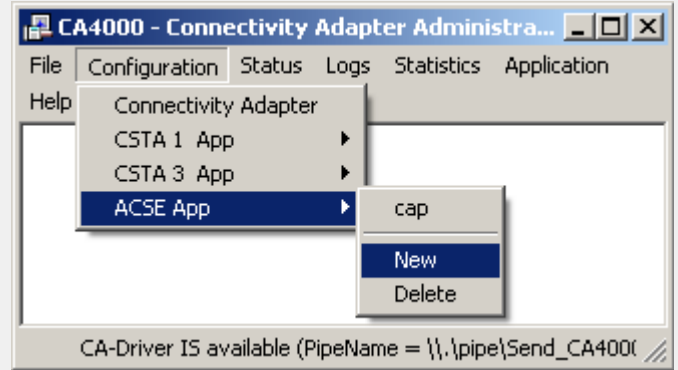 CA4000 - Connectivity Adapter Administra...
File Configuration Status Logs Statistics Application
Help
Connectivity Adapter
CSTA 1 App
CSTA 3 App
ACSE App
cap
New
Delete
CA-Driver IS available (PipeName = \\.\pipe\Send_CA400(